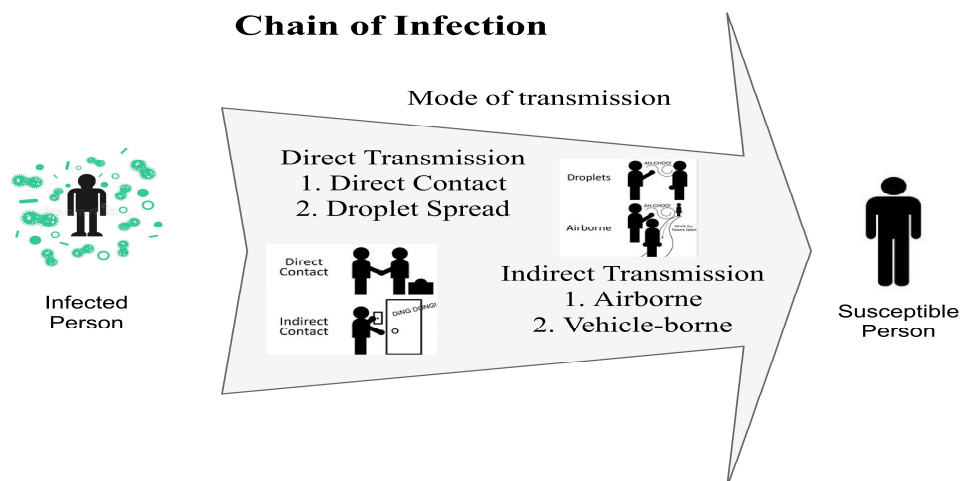 Chain of Infection
Mode of transmission
Direct Transmission
1. Direct Contact
2. Droplet Spread
Droplets
AH-CHOO!
Airborne
AH-CHOO!
Direct
Contact
Indirect
Contact
DING DONG!
Indirect Transmission
1. Airborne
2. Vehicle-borne
Infected
Person
Susceptible
Person